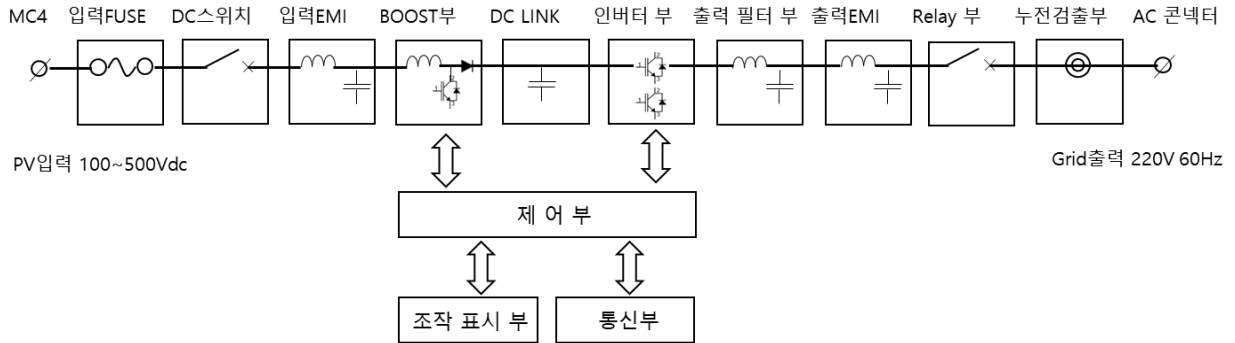 MC4 입력FUSE DC스위치 입력EMI BOOST부 DC LINK 인버터 부 출력 필터 부 출력EMI Relay 부 누전검출부 AC 콘넥터
PV입력 100~500Vdc
Grid출력 220V 60Hz
제 어 부
조작 표시 부
통신부